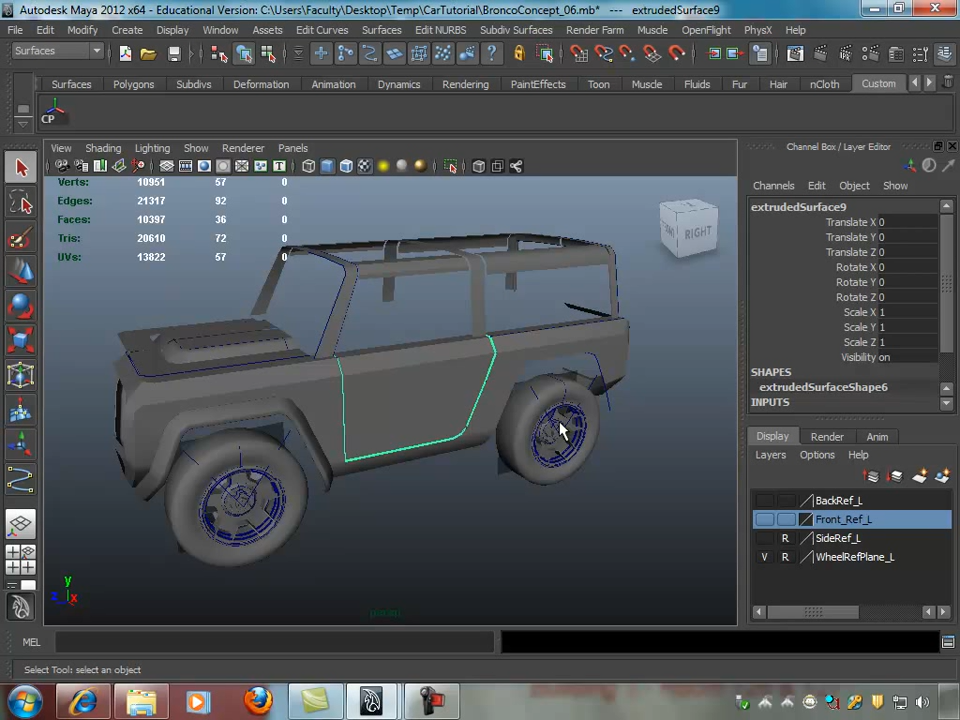 Autodesk Maya 2012 x64 - Educational Version: C:\Users\Faculty\Desktop\Temp\CarTutorial\BroncoConcept_06.mb* --- extrudedSurface9
File Edit Modify Create Display Window Assets Edit Curves Surfaces Edit NURBS Subdiv Surfaces Render Farm Muscle OpenFlight PhysX Help
Surfaces
Surfaces Polygons Subdivs Deformation Animation Dynamics Rendering PaintEffects Toon Muscle Fluids Fur Hair nCloth Custom
CP
View Shading Lighting Show Renderer Panels
Verts: 10951 57 0
Edges: 21317 92 0
Faces: 10397 36 0
Tris: 20610 72 0
UVs: 13822 57 0
RIGHT
y
z x
persp
Channel Box / Layer Editor
Channels Edit Object Show
extrudedSurface9
Translate X 0
Translate Y 0
Translate Z 0
Rotate X 0
Rotate Y 0
Rotate Z 0
Scale X 1
Scale Y 1
Scale Z 1
Visibility on
SHAPES
extrudedSurfaceShape6
INPUTS
Display Render Anim
Layers Options Help
BackRef_L
Front_Ref_L
R SideRef_L
V R WheelRefPlane_L
MEL
Select Tool: select an object